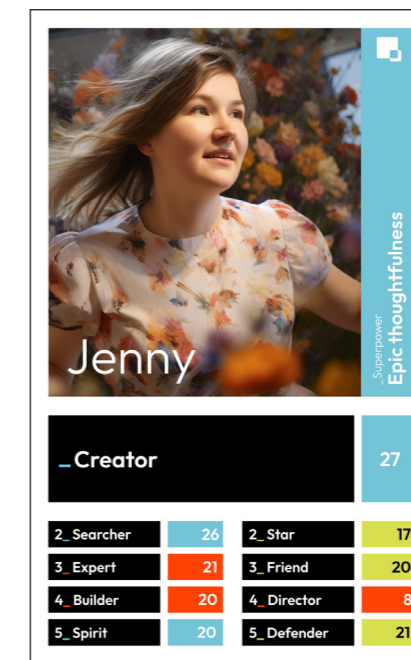 _Superpower
Epic thoughtfulness
Jenny
_Creator 27
2_ Searcher 26
3_ Expert 21
4_ Builder 20
5_ Spirit 20
2_ Star 17
3_ Friend 20
4_ Director 8
5_ Defender 21